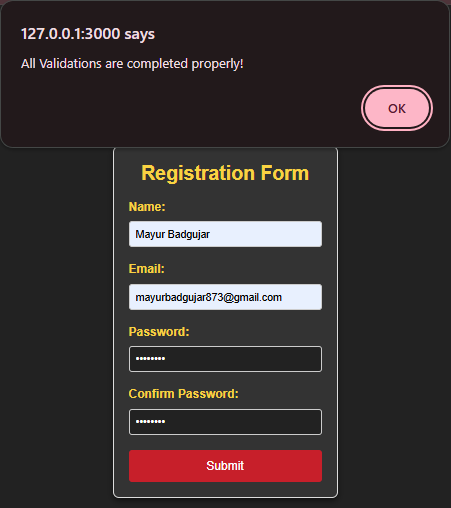 127.0.0.1:3000 says
All Validations are completed properly!
OK
Registration Form
Name:
Mayur Badgujar
Email:
mayurbadgujar873@gmail.com
Password:
••••••••
Confirm Password:
••••••••
Submit